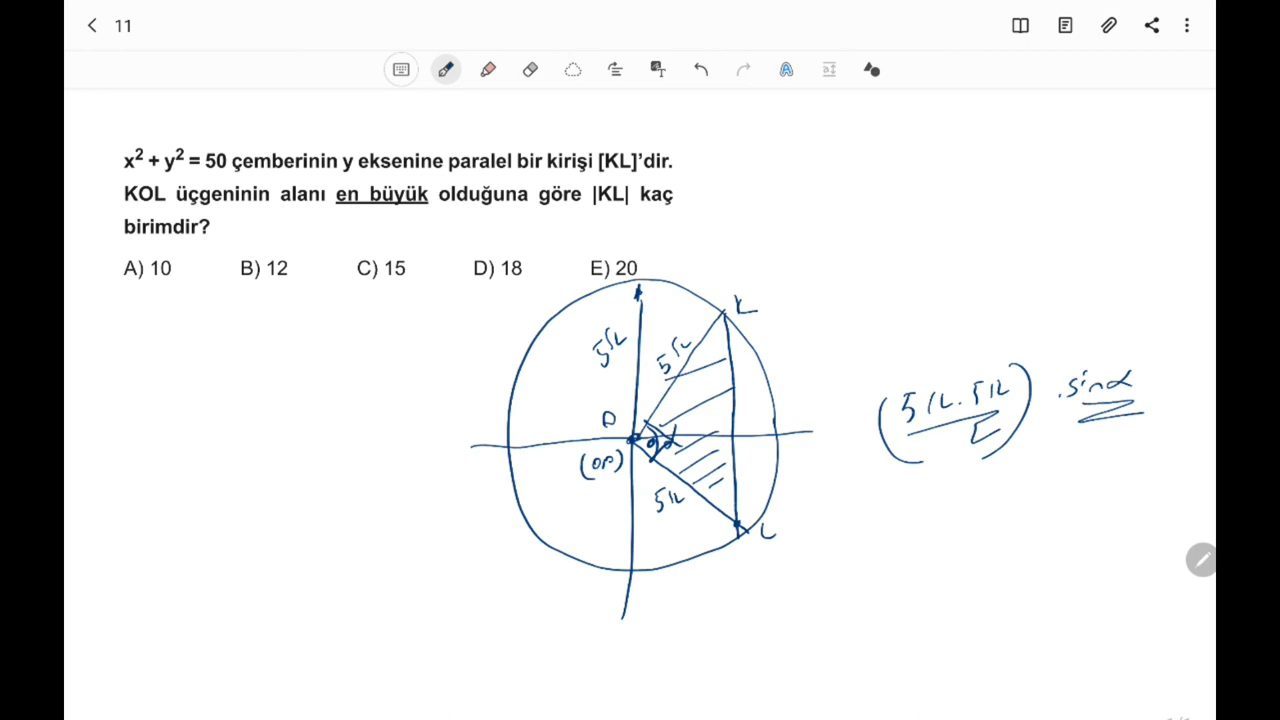 11
x² + y² = 50 çemberinin y eksenine paralel bir kirişi [KL]'dir.
KOL üçgeninin alanı en büyük olduğuna göre |KL| kaç
birimdir?
A) 10 B) 12 C) 15 D) 18 E) 20
K
5√2 5√2
O
α
(0,0)
5√2
L
(5√2.5√2) .sinα